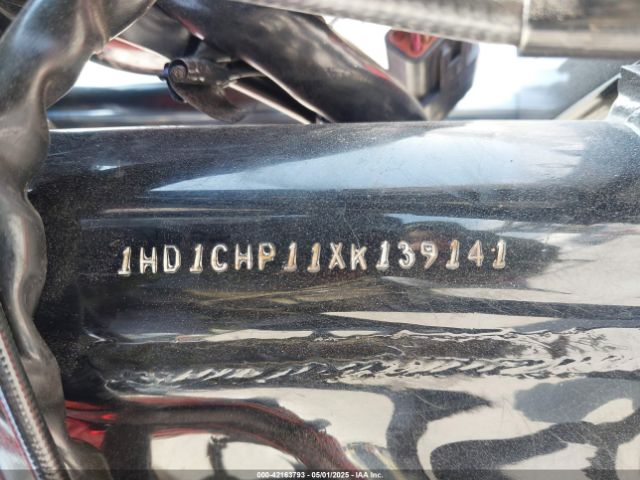 1HD1CHP11XK139141
000-42163793 - 05/01/2025 - IAA Inc.